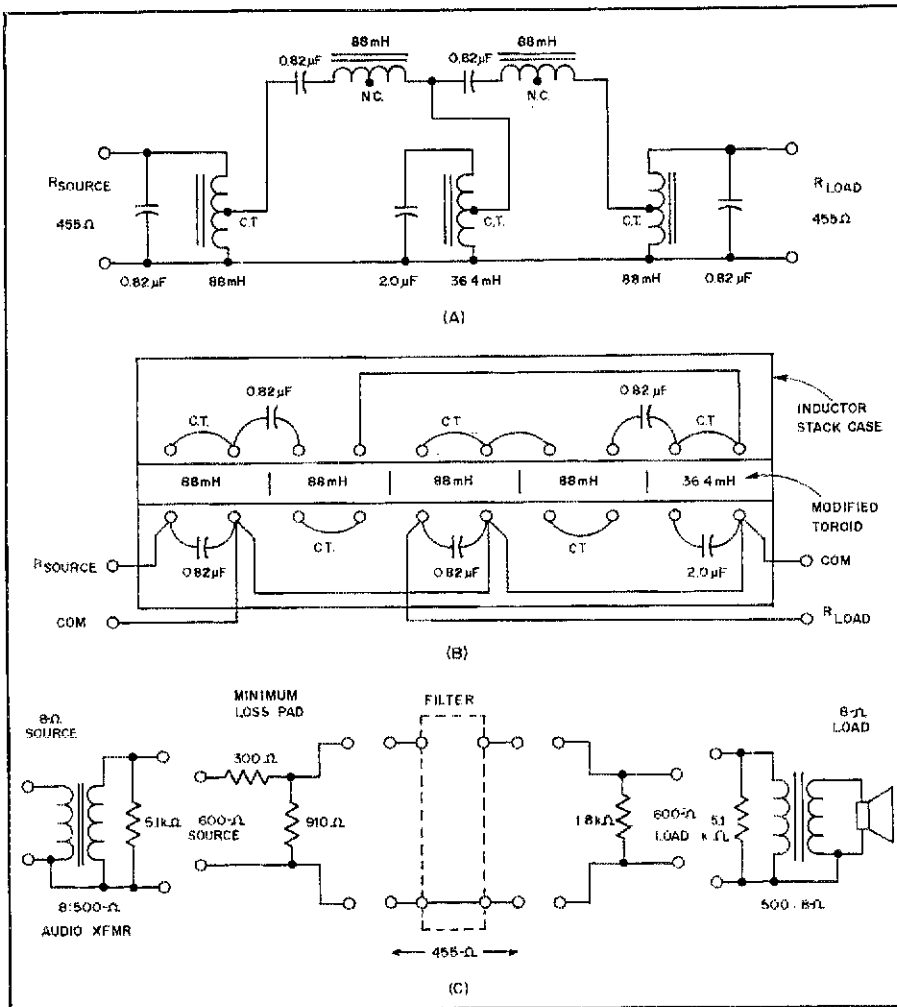 88mH
88mH
0.82µF
0.82µF
N.C.
N.C.
RSOURCE
455Ω
C.T.
C.T.
C.T.
RLOAD
455Ω
0.82µF
88mH
2.0µF
36.4mH
88mH
0.82µF
(A)
0.82µF
0.82µF
C.T.
C.T.
C.T.
INDUCTOR
STACK CASE
88mH
88mH
88mH
88mH
36.4mH
MODIFIED
TOROID
C.T.
C.T.
0.82µF
0.82µF
2.0µF
RSOURCE
COM
COM
RLOAD
(B)
MINIMUM
LOSS PAD
FILTER
8-Ω
SOURCE
8-Ω
LOAD
300Ω
5.1kΩ
600-Ω
SOURCE
910Ω
1.8kΩ
600-Ω
LOAD
5.1
kΩ
8:500-Ω
AUDIO XFMR
500:8-Ω
455-Ω
(C)